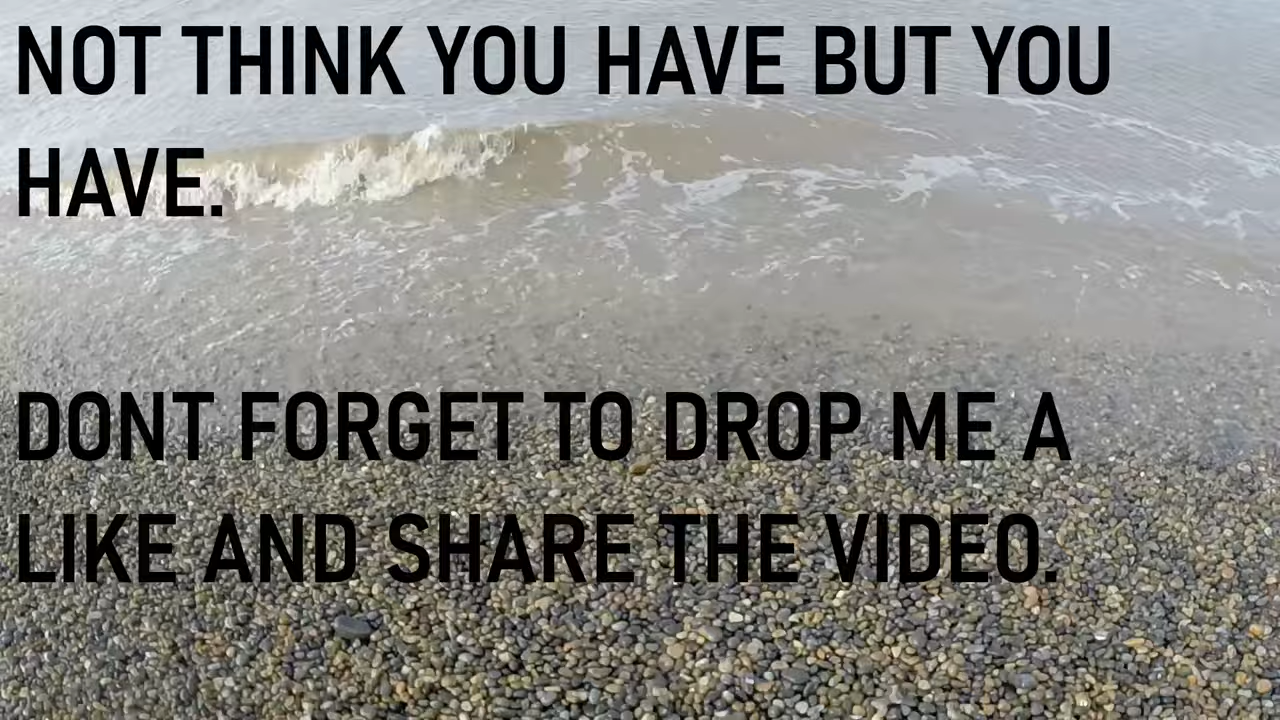 NOT THINK YOU HAVE BUT YOU
HAVE.
DONT FORGET TO DROP ME A
LIKE AND SHARE THE VIDEO.